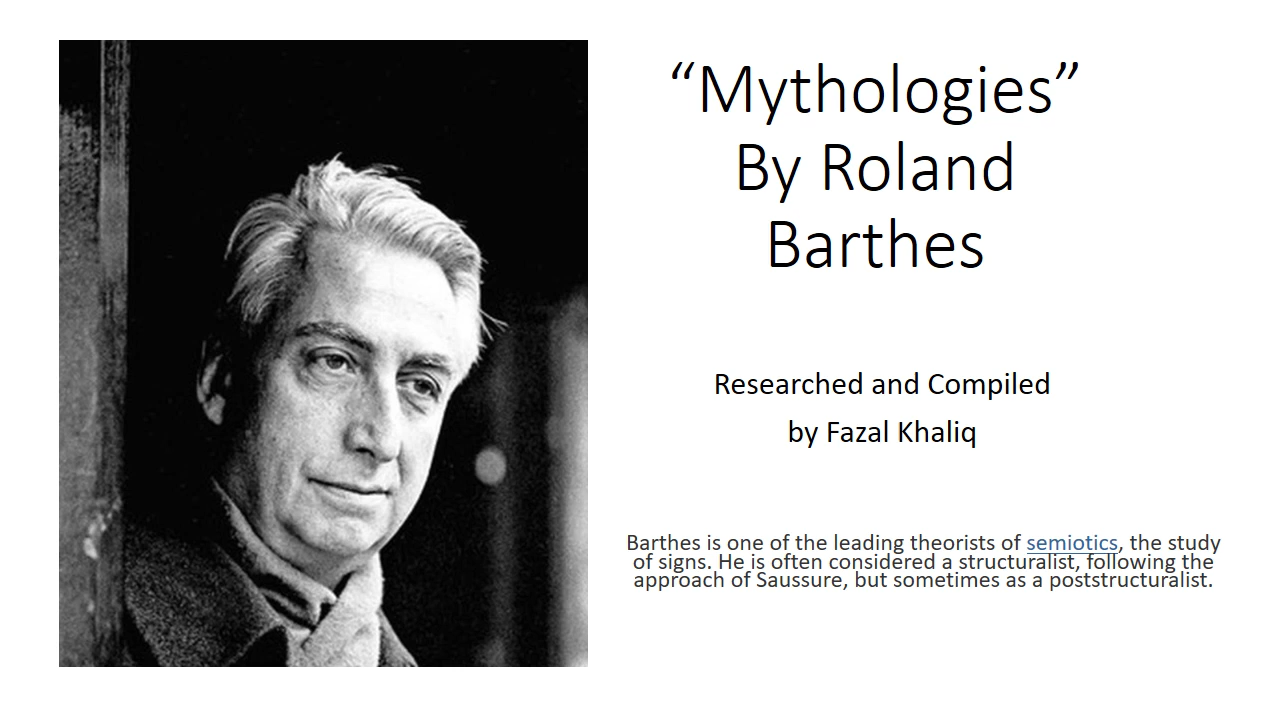 “Mythologies”
By Roland
Barthes
Researched and Compiled
by Fazal Khaliq
Barthes is one of the leading theorists of semiotics, the study
of signs. He is often considered a structuralist, following the
approach of Saussure, but sometimes as a poststructuralist.